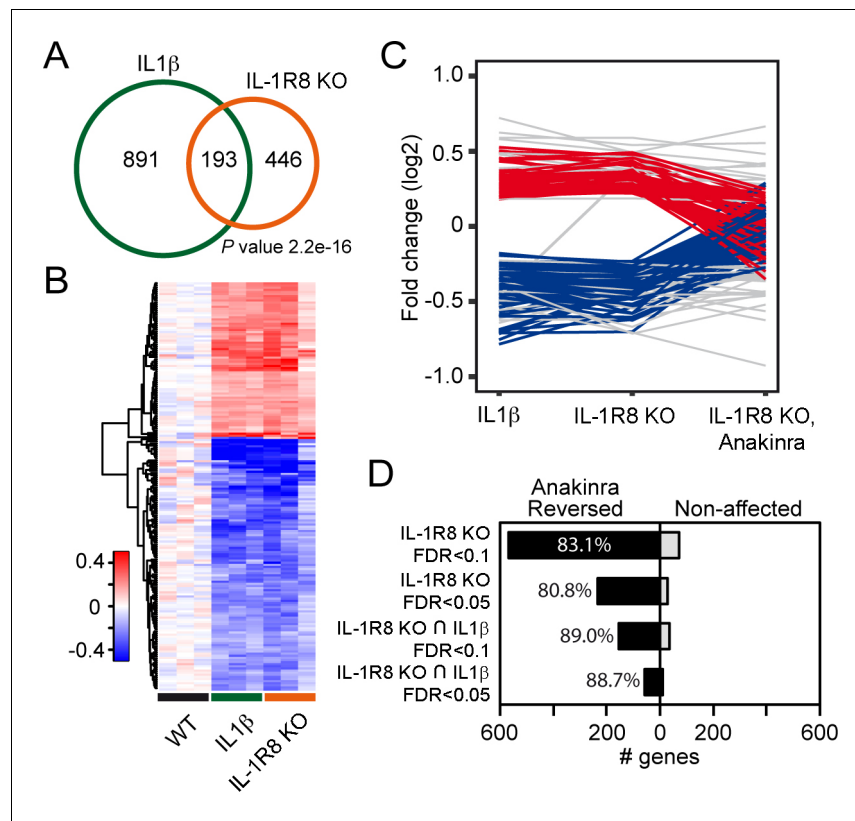 A
IL1β
IL-1R8 KO
891
193
446
P value 2.2e-16
B
0.4
0
-0.4
WT
IL1β
IL-1R8 KO
C
Fold change (log2)
1.0
0.5
0
-0.5
-1.0
IL1β
IL-1R8 KO
IL-1R8 KO,
Anakinra
D
Anakinra
Reversed
Non-affected
IL-1R8 KO
FDR<0.1
83.1%
IL-1R8 KO
FDR<0.05
80.8%
IL-1R8 KO ∩ IL1β
FDR<0.1
89.0%
IL-1R8 KO ∩ IL1β
FDR<0.05
88.7%
600
200
0
200
600
# genes